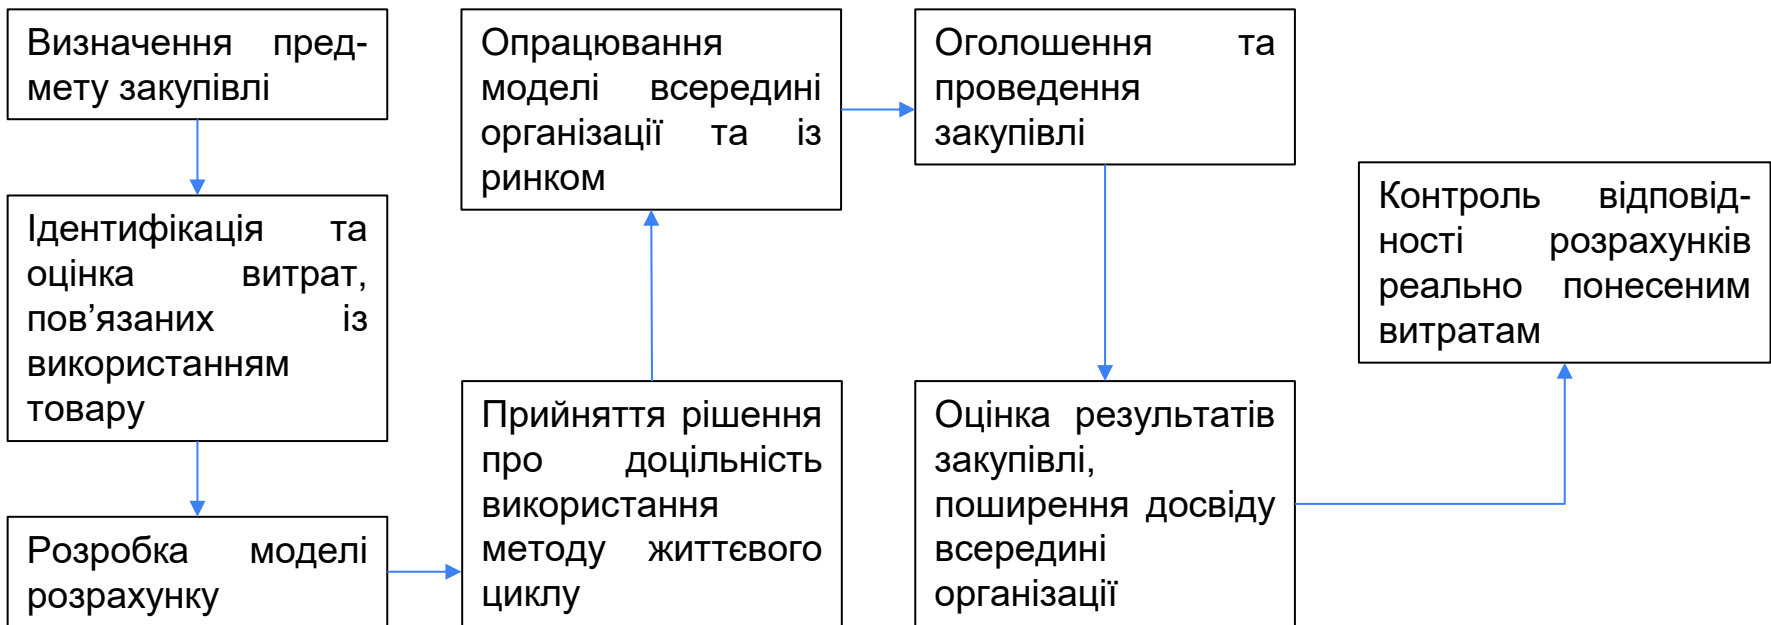 Визначення пред-
мету закупівлі
Ідентифікація та
оцінка витрат,
пов’язаних із
використанням
товару
Розробка моделі
розрахунку
Прийняття рішення
про доцільність
використання
методу життєвого
циклу
Опрацювання
моделі всередині
організації та із
ринком
Оголошення та
проведення
закупівлі
Оцінка результатів
закупівлі,
поширення досвіду
всередині
організації
Контроль відповід-
ності розрахунків
реально понесеним
витратам